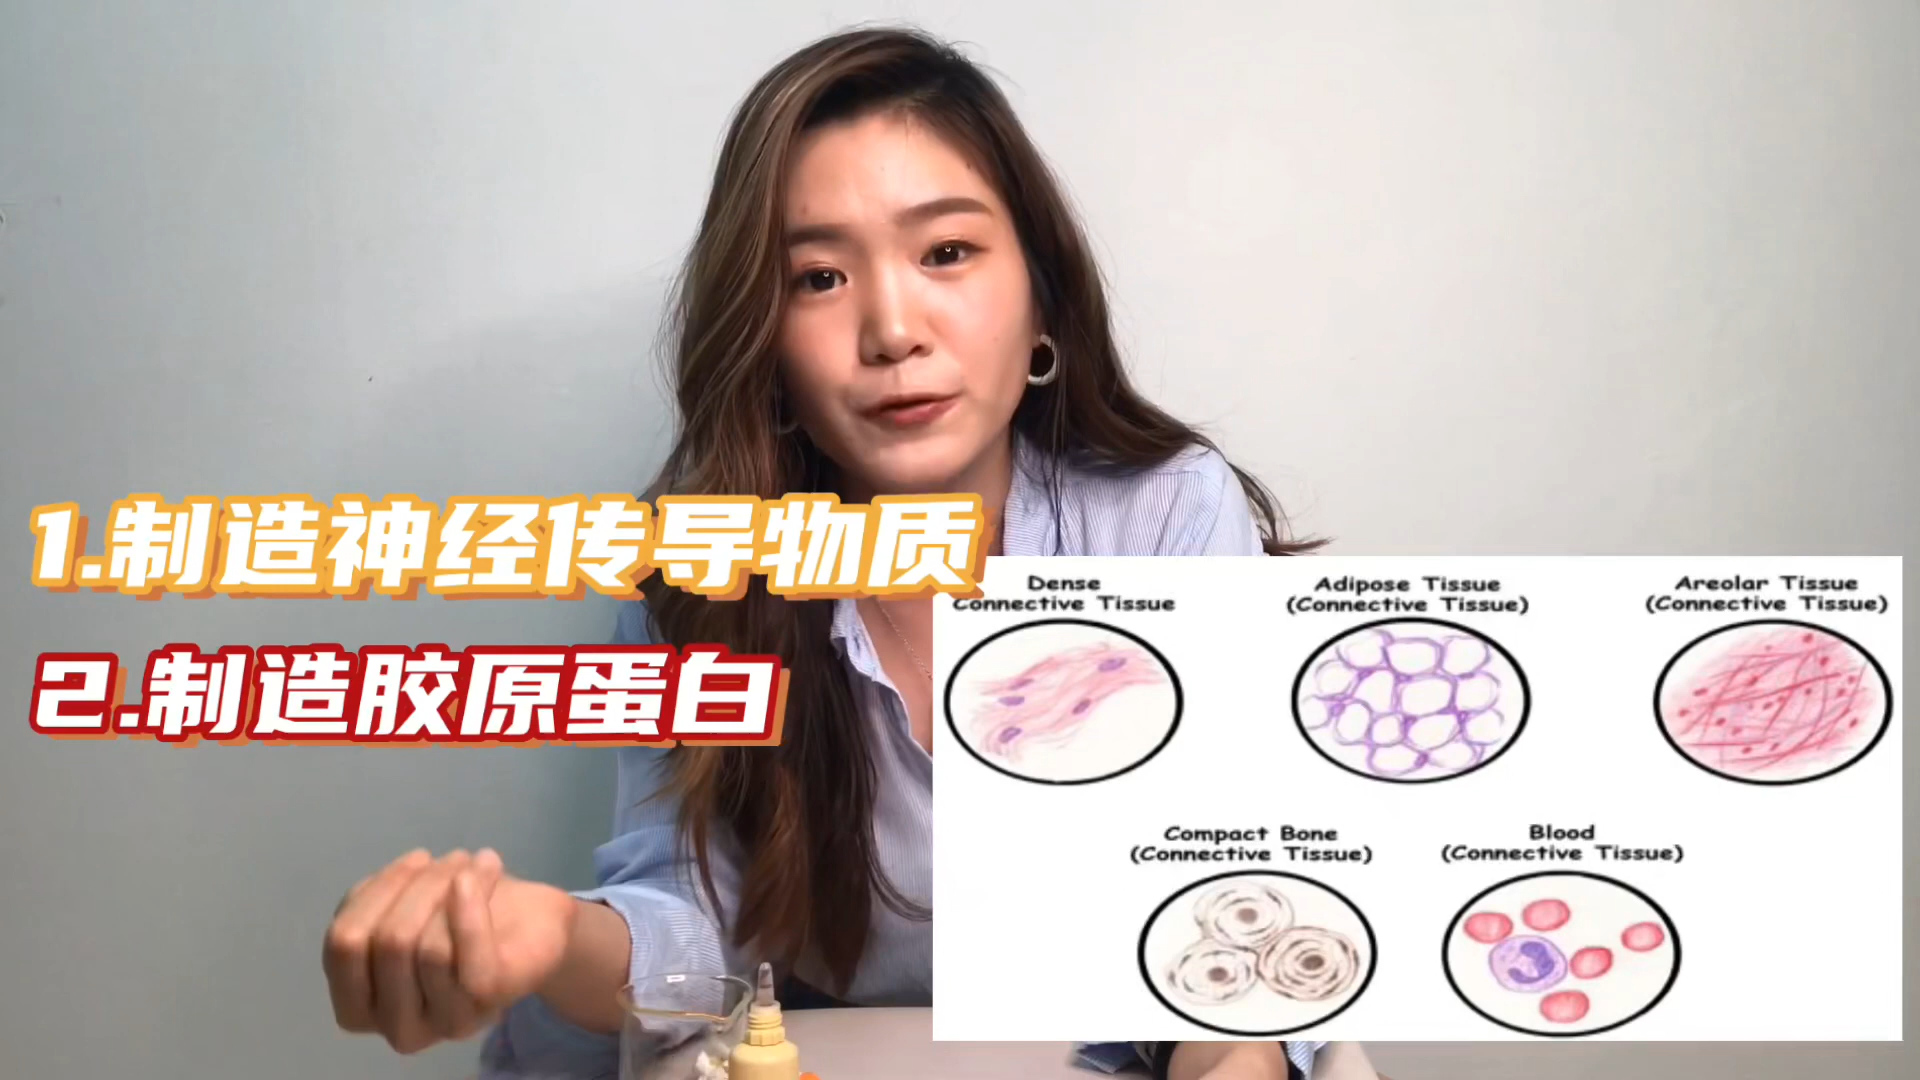 1.制造神经传导物质
2.制造胶原蛋白
Dense
Connective Tissue
Adipose Tissue
(Connective Tissue)
Areolar Tissue
(Connective Tissue)
Compact Bone
(Connective Tissue)
Blood
(Connective Tissue)